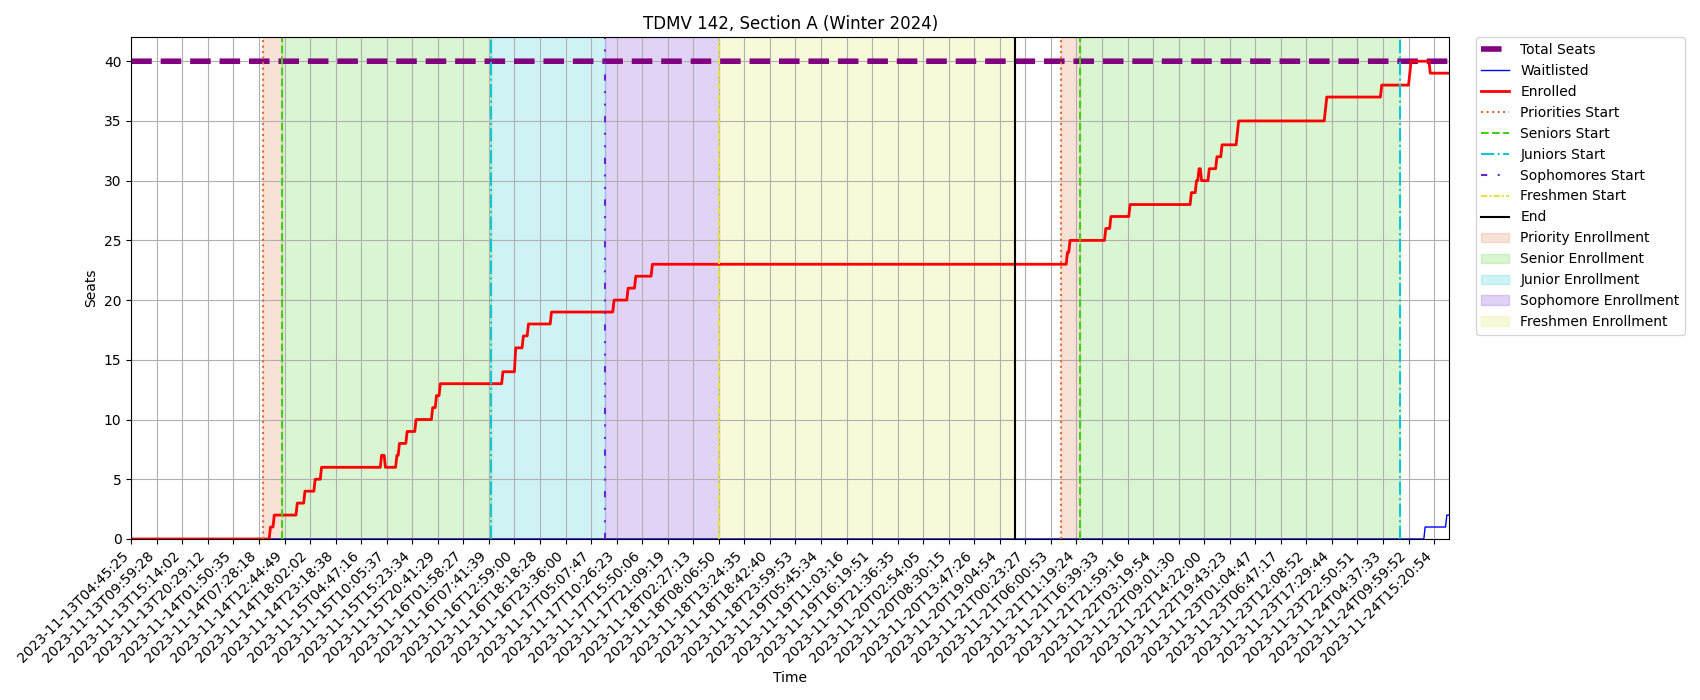 TDMV 142, Section A (Winter 2024)
Seats
40
35
30
25
20
15
10
5
0
2023-11-13T04:45:25
2023-11-13T09:59:28
2023-11-13T15:14:02
2023-11-13T20:29:12
2023-11-14T01:50:35
2023-11-14T07:28:18
2023-11-14T12:44:49
2023-11-14T18:02:02
2023-11-14T23:18:38
2023-11-15T04:47:16
2023-11-15T10:05:37
2023-11-15T15:23:34
2023-11-15T20:41:29
2023-11-16T01:58:27
2023-11-16T07:41:39
2023-11-16T12:59:00
2023-11-16T18:18:28
2023-11-16T23:36:00
2023-11-17T05:07:47
2023-11-17T10:26:23
2023-11-17T15:50:06
2023-11-17T21:09:19
2023-11-18T02:27:13
2023-11-18T08:06:50
2023-11-18T13:24:35
2023-11-18T18:42:40
2023-11-18T23:59:53
2023-11-19T05:45:34
2023-11-19T11:03:16
2023-11-19T16:19:51
2023-11-19T21:36:35
2023-11-20T02:54:05
2023-11-20T08:30:15
2023-11-20T13:47:26
2023-11-20T19:04:54
2023-11-21T00:23:27
2023-11-21T06:00:53
2023-11-21T11:19:24
2023-11-21T16:39:33
2023-11-21T21:59:16
2023-11-22T03:19:54
2023-11-22T09:01:30
2023-11-22T14:22:00
2023-11-22T19:43:23
2023-11-23T01:04:47
2023-11-23T06:47:17
2023-11-23T12:08:52
2023-11-23T17:29:44
2023-11-23T22:50:51
2023-11-24T04:37:33
2023-11-24T09:59:52
2023-11-24T15:20:54
Time
Total Seats
Waitlisted
Enrolled
Priorities Start
Seniors Start
Juniors Start
Sophomores Start
Freshmen Start
End
Priority Enrollment
Senior Enrollment
Junior Enrollment
Sophomore Enrollment
Freshmen Enrollment